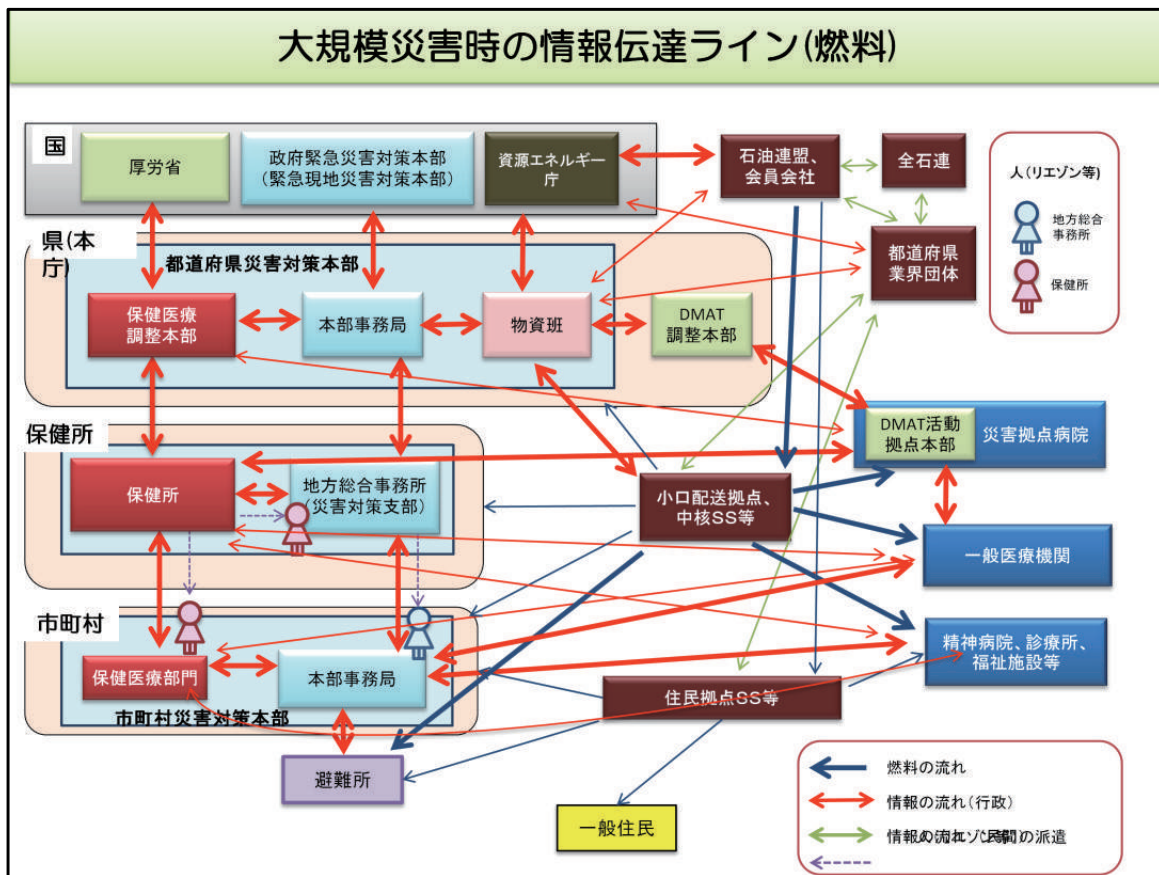 大規模災害時の情報伝達ライン(燃料)
国
厚労省
政府緊急災害対策本部
(緊急現地災害対策本部)
資源エネルギー
庁
石油連盟、
会員会社
全石連
人(リエゾン等)
地方総合
事務所
保健所
県(本
庁)
都道府県災害対策本部
都道府県
業界団体
保健医療
調整本部
本部事務局
物資班
DMAT
調整本部
DMAT活動
拠点本部
災害拠点病院
保健所
保健所
地方総合事務所
(災害対策支部)
小口配送拠点、
中核SS等
一般医療機関
市町村
保健医療部門
本部事務局
市町村災害対策本部
精神病院、診療所、
福祉施設等
住民拠点SS等
避難所
一般住民
燃料の流れ
情報の流れ(行政)
の派遣